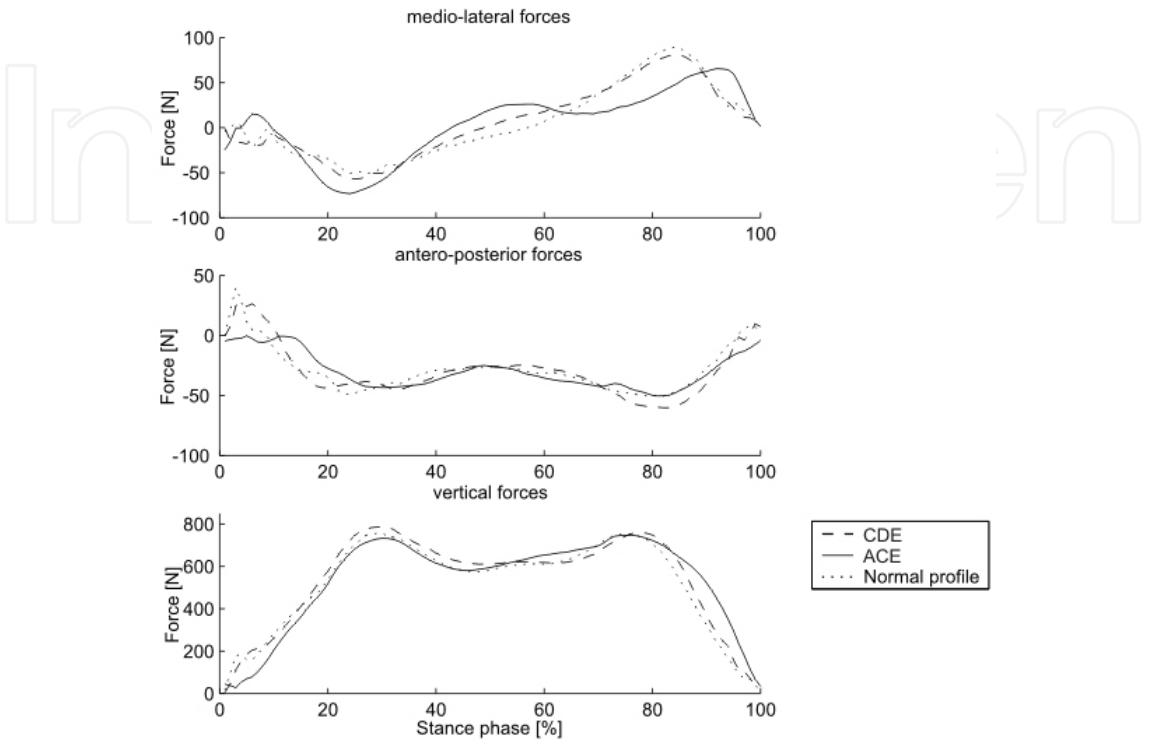 medio-lateral forces
100
50
0
-50
-100
Force [N]
0 20 40 60 80 100
antero-posterior forces
50
0
-50
-100
Force [N]
0 20 40 60 80 100
vertical forces
800
600
400
200
0
Force [N]
0 20 40 60 80 100
Stance phase [%]
CDE
ACE
Normal profile
In
en